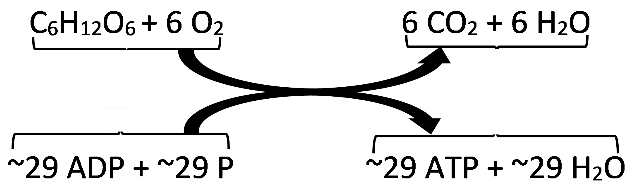 C₆H₁₂O₆ + 6 O₂
6 CO₂ + 6 H₂O
~29 ADP + ~29 P
~29 ATP + ~29 H₂O